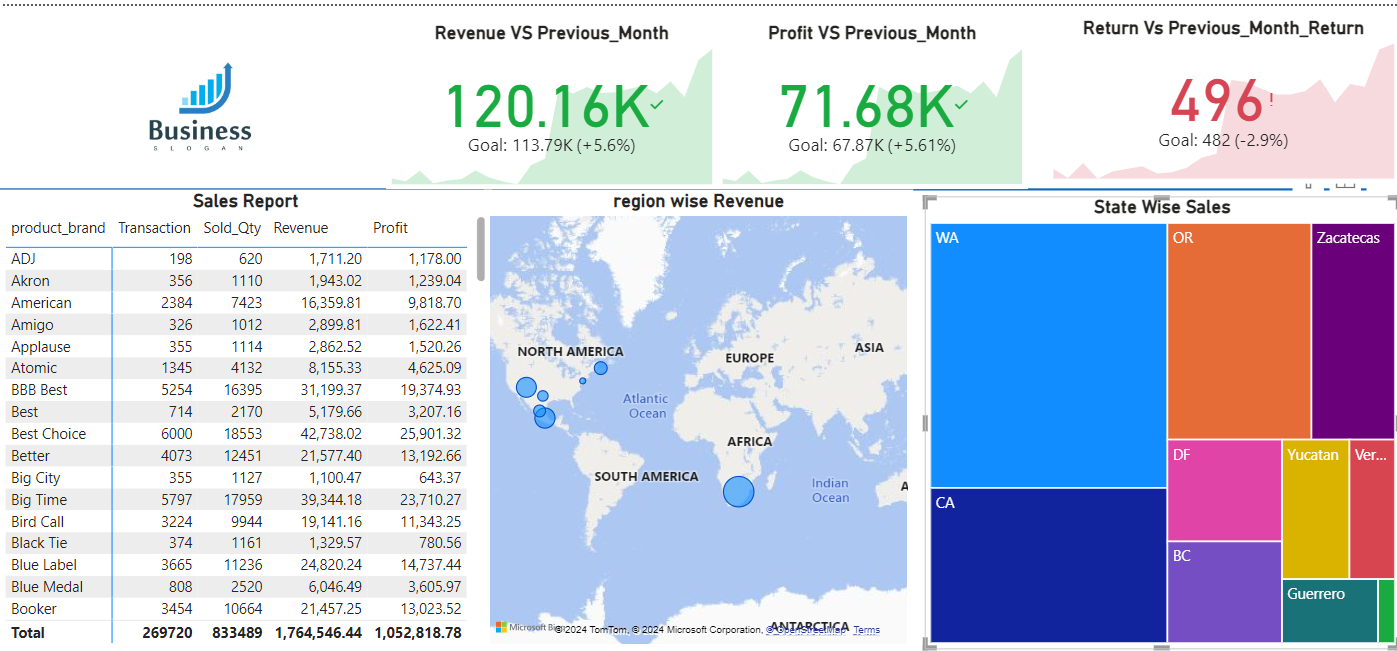 Revenue VS Previous_Month
120.16K
Goal: 113.79K (+5.6%)
Profit VS Previous_Month
71.68K
Goal: 67.87K (+5.61%)
Return Vs Previous_Month_Return
496!
Goal: 482 (-2.9%)
Business
SLOGAN
Sales Report
product_brand Transaction Sold_Qty Revenue Profit
ADJ 198 620 1,711.20 1,178.00
Akron 356 1110 1,943.02 1,239.04
American 2384 7423 16,359.81 9,818.70
Amigo 326 1012 2,899.81 1,622.41
Applause 355 1114 2,862.52 1,520.26
Atomic 1345 4132 8,155.33 4,625.09
BBB Best 5254 16395 31,199.37 19,374.93
Best 714 2170 5,179.66 3,207.16
Best Choice 6000 18553 42,738.02 25,901.32
Better 4073 12451 21,577.40 13,192.66
Big City 355 1127 1,100.47 643.37
Big Time 5797 17959 39,344.18 23,710.27
Bird Call 3224 9944 19,141.16 11,343.25
Black Tie 374 1161 1,329.57 780.56
Blue Label 3665 11236 24,820.24 14,737.44
Blue Medal 808 2520 6,046.49 3,605.97
Booker 3454 10664 21,457.25 13,023.52
Total 269720 833489 1,764,546.44 1,052,818.78
region wise Revenue
NORTH AMERICA
EUROPE
ASIA
Atlantic
Ocean
AFRICA
SOUTH AMERICA
Indian
Ocean
A
ANTARCTICA
Microsoft Bing
© 2024 TomTom, © 2024 Microsoft Corporation, © OpenStreetMap Terms
State Wise Sales
WA
OR
Zacatecas
CA
DF
Yucatan
Ver...
BC
Guerrero